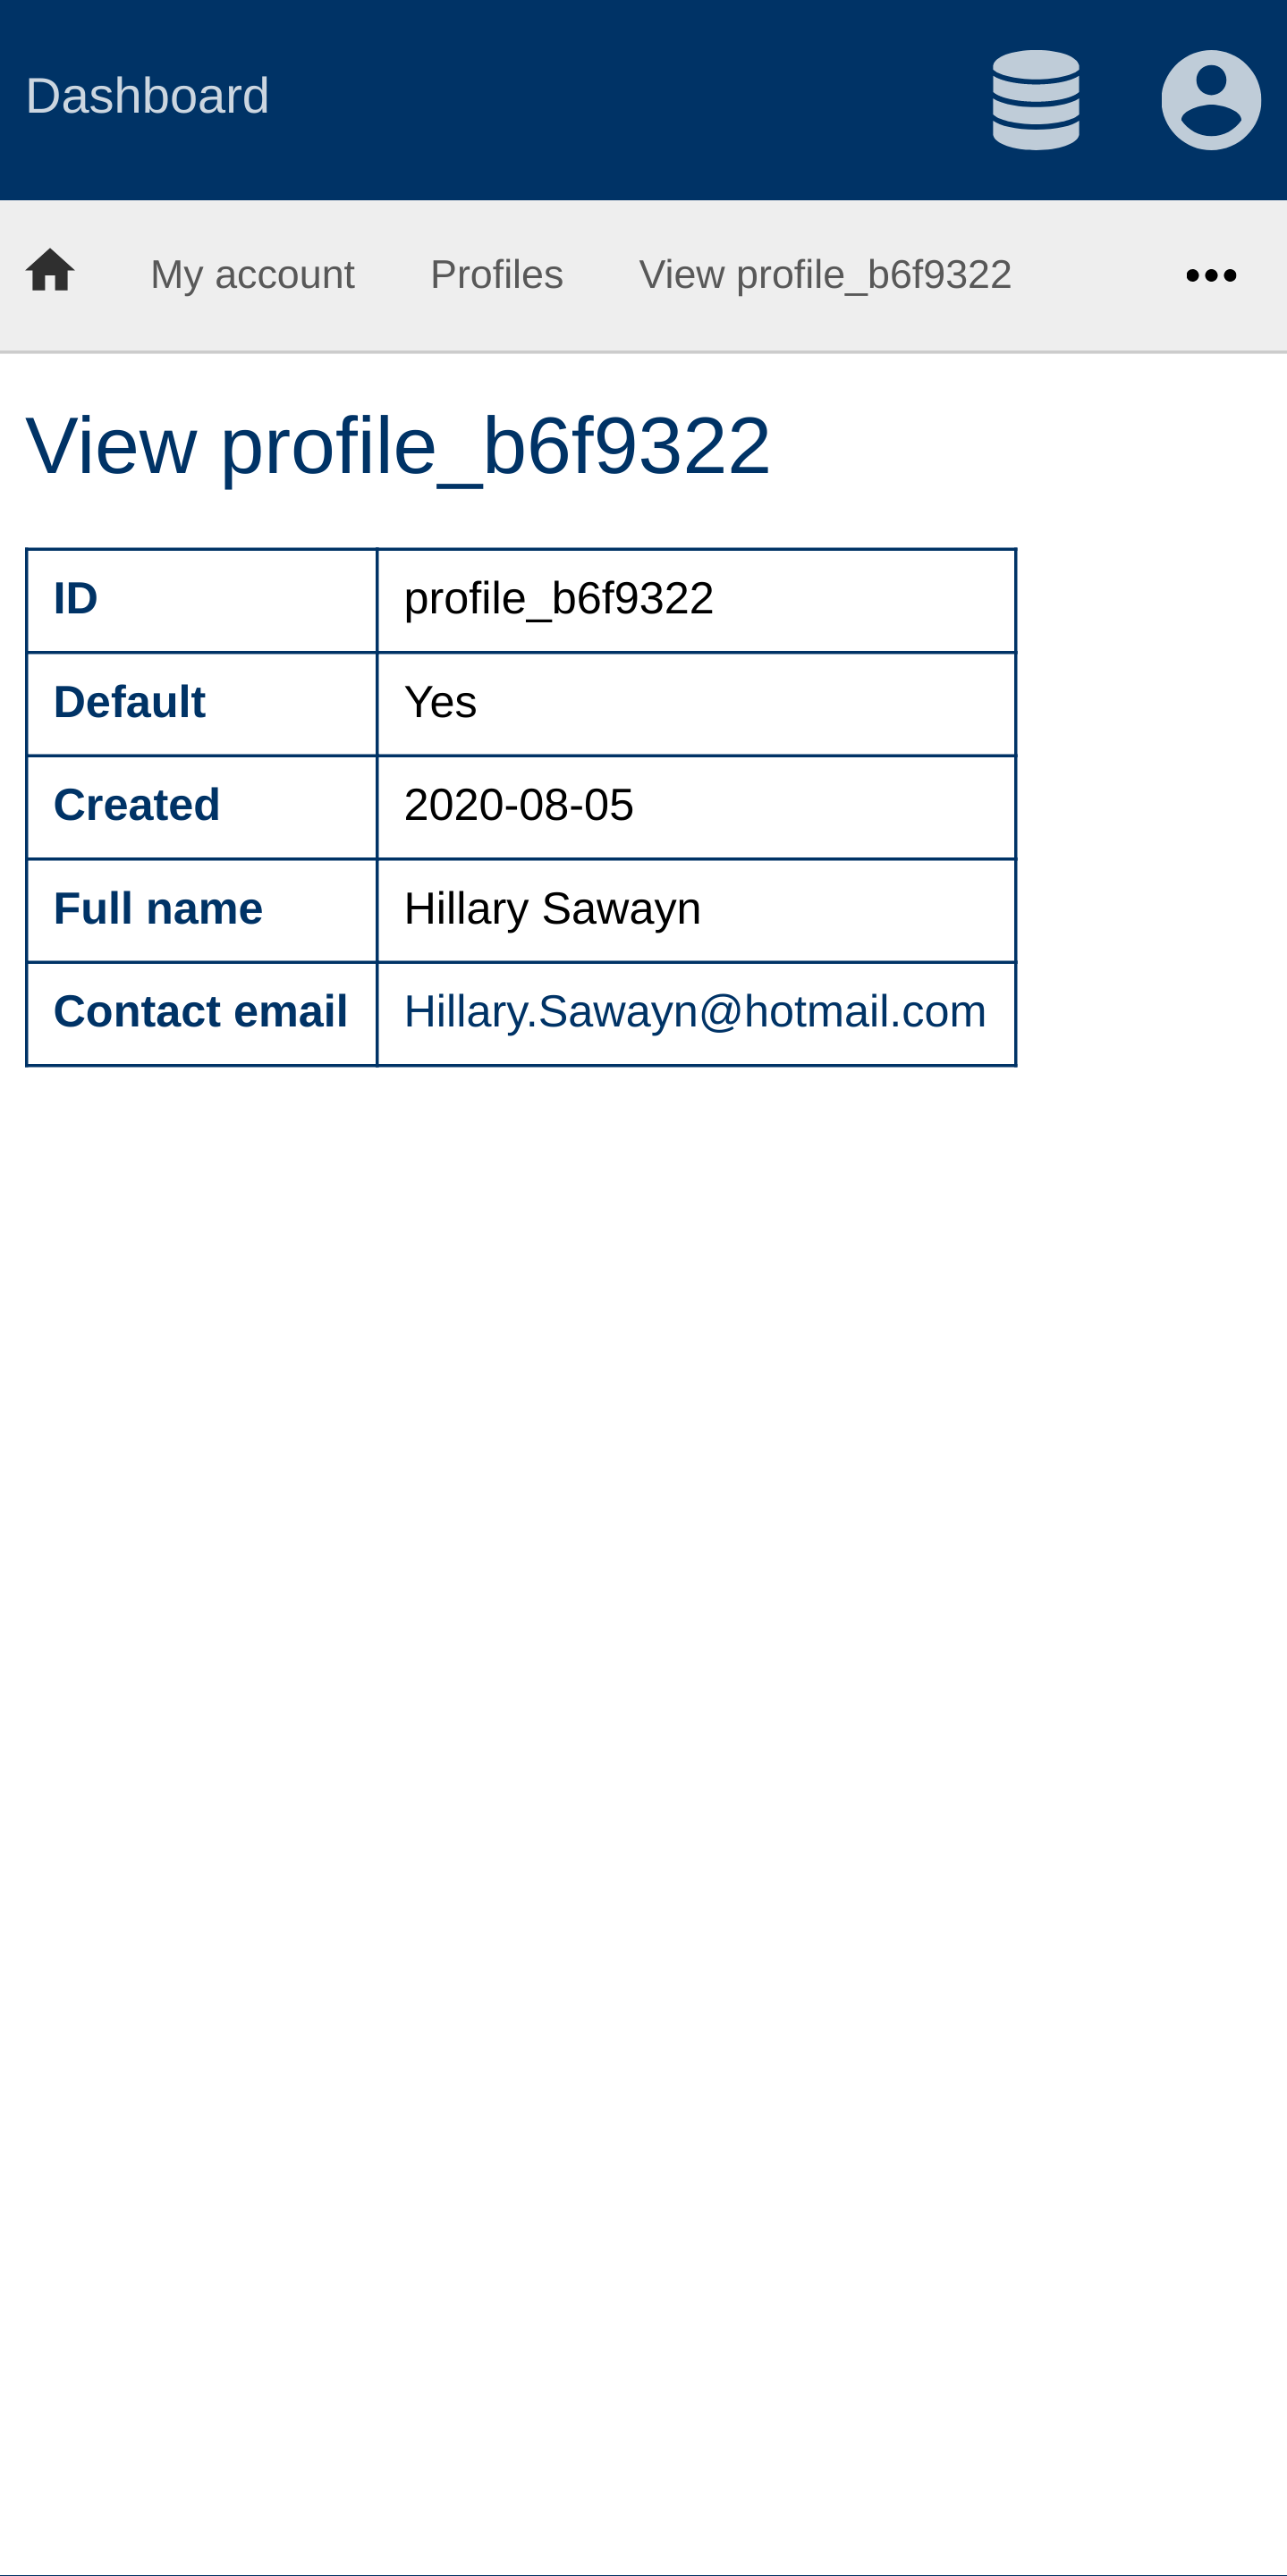 Dashboard
My account Profiles View profile_b6f9322
View profile_b6f9322
ID profile_b6f9322
Default Yes
Created 2020-08-05
Full name Hillary Sawayn
Contact email Hillary.Sawayn@hotmail.com